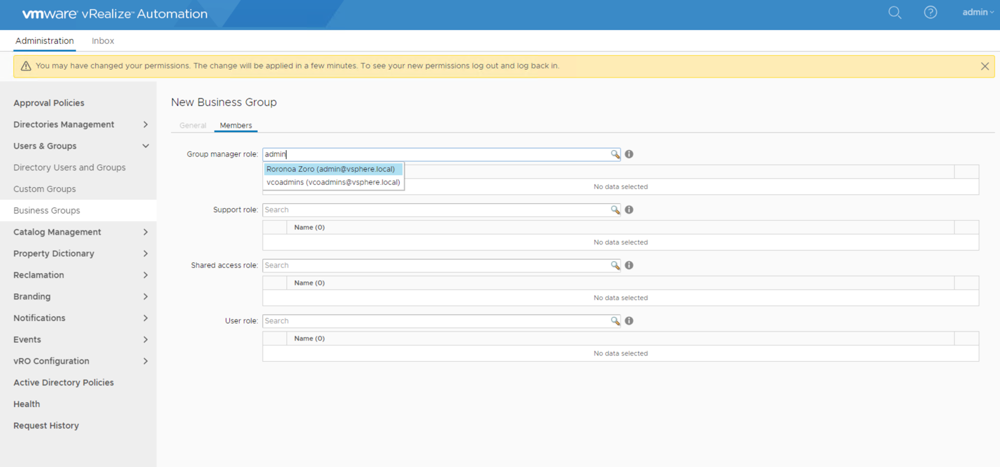 vmware® vRealize™ Automation
admin
Administration
Inbox
You may have changed your permissions. The change will be applied in a few minutes. To see your new permissions log out and log back in.
Approval Policies
Directories Management
Users & Groups
Directory Users and Groups
Custom Groups
Business Groups
Catalog Management
Property Dictionary
Reclamation
Branding
Notifications
Events
vRO Configuration
Active Directory Policies
Health
Request History
New Business Group
General
Members
Group manager role: admin
Roronoa Zoro (admin@vsphere.local)
vcoadmins (vcoadmins@vsphere.local)
No data selected
Support role: Search
Name (0)
No data selected
Shared access role: Search
Name (0)
No data selected
User role: Search
Name (0)
No data selected